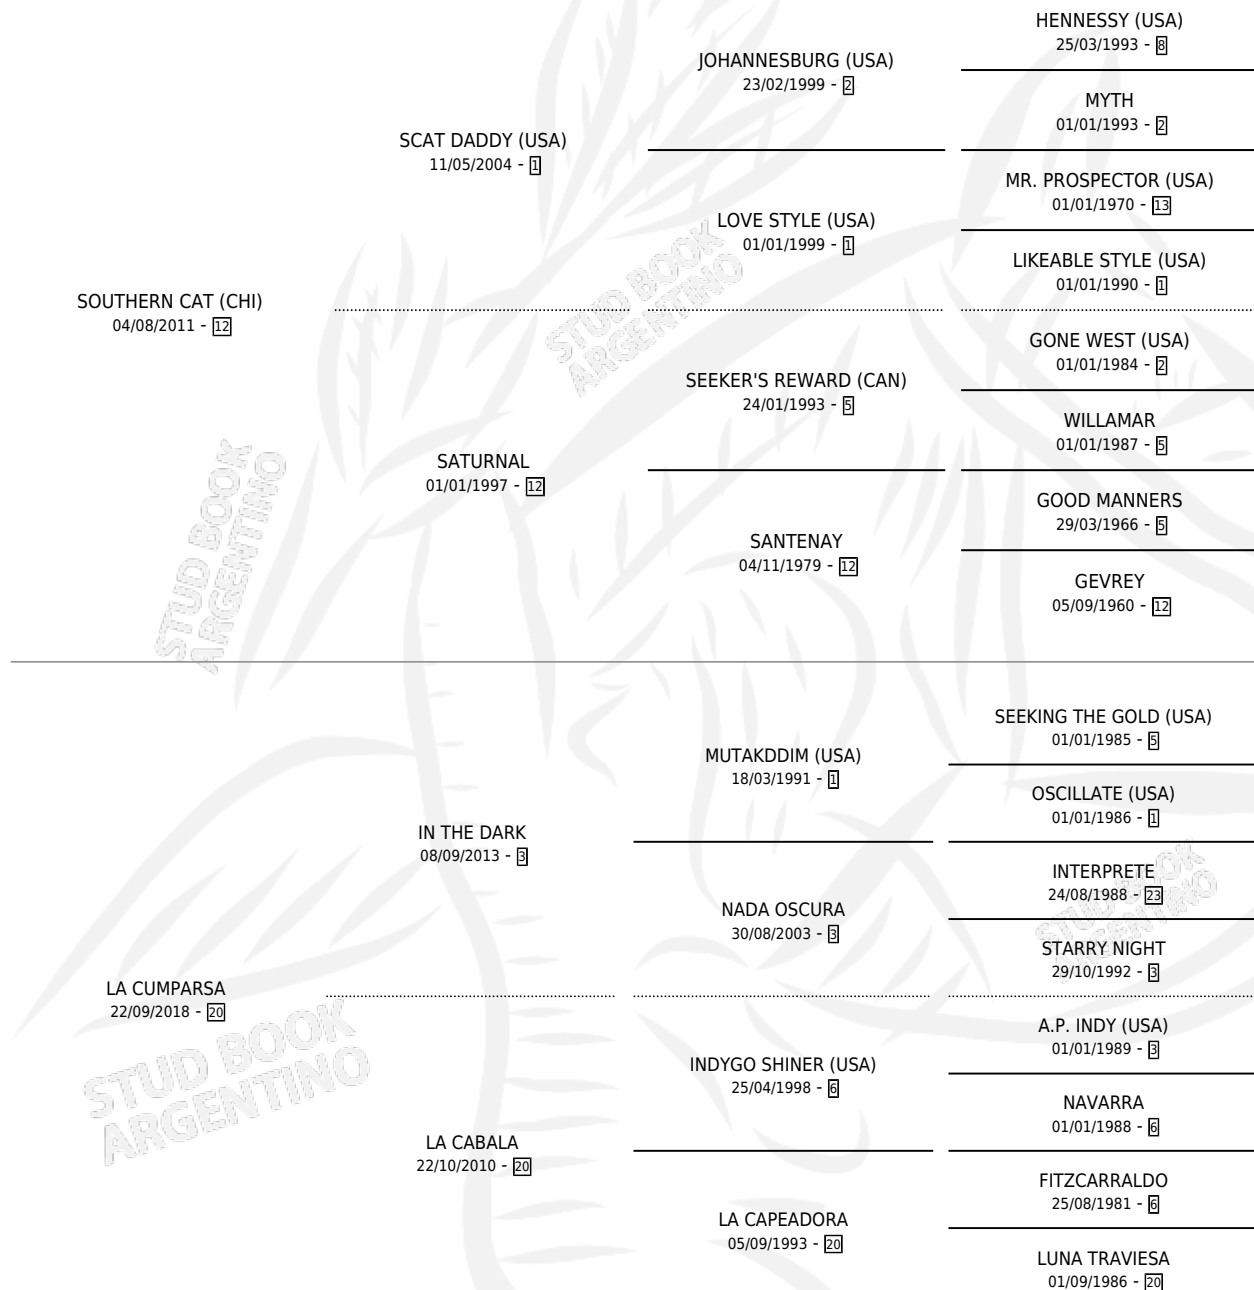 HENNESSY (USA)
25/03/1993 - 8
JOHANNESBURG (USA)
23/02/1999 - 2
MYTH
01/01/1993 - 2
SCAT DADDY (USA)
11/05/2004 - 1
MR. PROSPECTOR (USA)
01/01/1970 - 13
LOVE STYLE (USA)
01/01/1999 - 1
LIKEABLE STYLE (USA)
01/01/1990 - 1
SOUTHERN CAT (CHI)
04/08/2011 - 12
STUD BOOK
ARGENTINO
GONE WEST (USA)
01/01/1984 - 2
SEEKER'S REWARD (CAN)
24/01/1993 - 5
WILLAMAR
01/01/1987 - 5
SATURNAL
01/01/1997 - 12
GOOD MANNERS
29/03/1966 - 5
SANTENAY
04/11/1979 - 12
GEVREY
05/09/1960 - 12
STUD BOOK
ARGENTINO
SEEKING THE GOLD (USA)
01/01/1985 - 5
MUTAKDDIM (USA)
18/03/1991 - 1
OSCILLATE (USA)
01/01/1986 - 1
IN THE DARK
08/09/2013 - 3
INTERPRETE
24/08/1988 - 23
NADA OSCURA
30/08/2003 - 3
STARRY NIGHT
29/10/1992 - 3
STUD BOOK
ARGENTINO
LA CUMPARSA
22/09/2018 - 20
A.P. INDY (USA)
01/01/1989 - 3
INDYGO SHINER (USA)
25/04/1998 - 6
NAVARRA
01/01/1988 - 6
STUD BOOK
ARGENTINO
LA CABALA
22/10/2010 - 20
FITZCARRALDO
25/08/1981 - 6
LA CAPEADORA
05/09/1993 - 20
LUNA TRAVIESA
01/09/1986 - 20